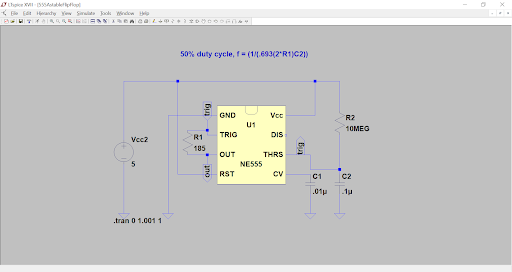 LTspice XVII - [555AstableFlipFlop]
File Edit Hierarchy View Simulate Tools Window Help
50% duty cycle, f = (1/(.693(2*R1)C2))
trig
GND Vcc
U1
R2
10MEG
Vcc2
5
R1
185
TRIG DIS
trig
OUT THRS
NE555
out
RST CV
C1
.01µ
C2
.1µ
.tran 0 1.001 1